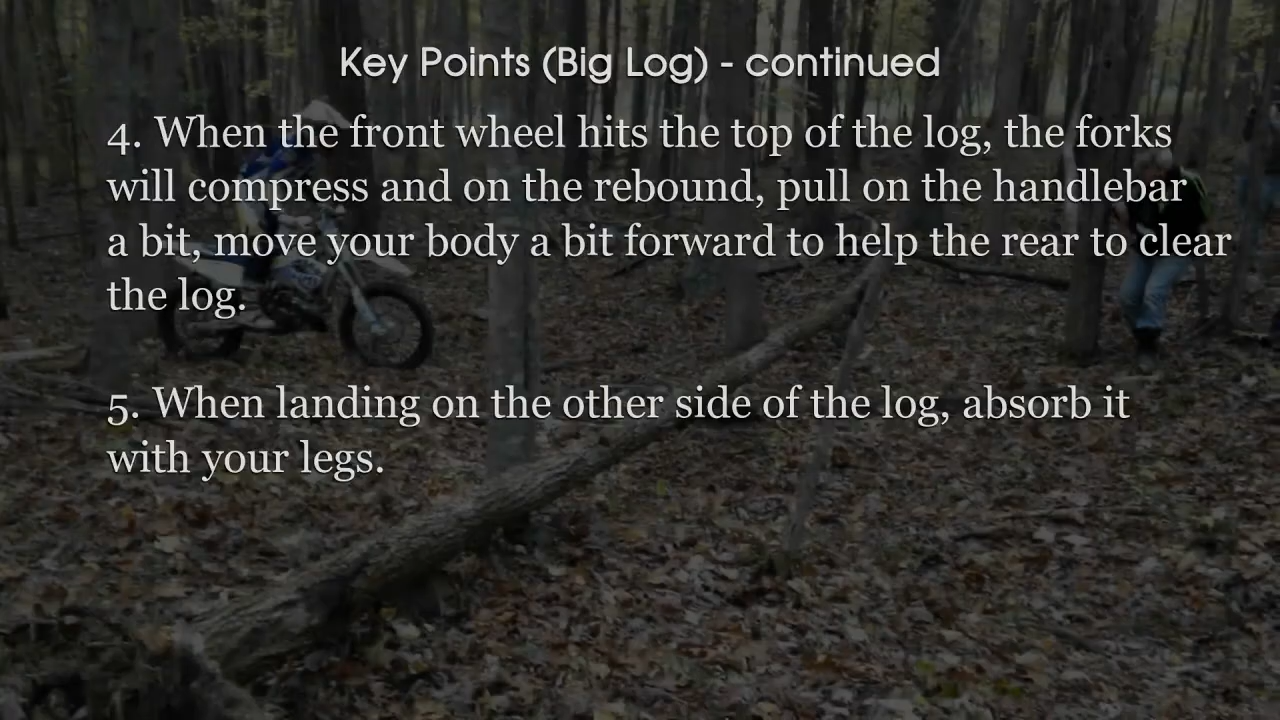 Key Points (Big Log) - continued
4. When the front wheel hits the top of the log, the forks
will compress and on the rebound, pull on the handlebar
a bit, move your body a bit forward to help the rear to clear
the log.
5. When landing on the other side of the log, absorb it
with your legs.